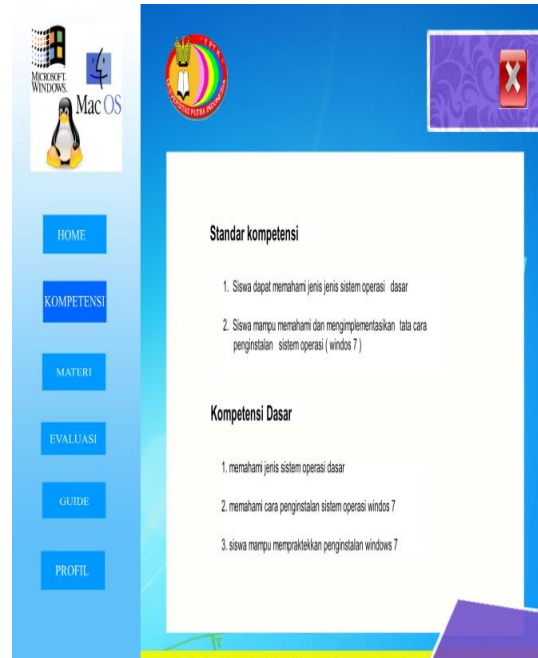 MICROSOFT
WINDOWS.
Mac OS
HOME
KOMPETENSI
MATERI
EVALUASI
GUIDE
PROFIL
Standar kompetensi
1. Siswa dapat memahami jenis jenis sistem operasi dasar
2. Siswa mampu memahami dan mengimplementasikan tata cara
penginstalan sistem operasi ( windos 7 )
Kompetensi Dasar
1. memahami jenis sistem operasi dasar
2. memahami cara penginstalan sistem operasi windos 7
3. siswa mampu mempraktekkan penginstalan windows 7